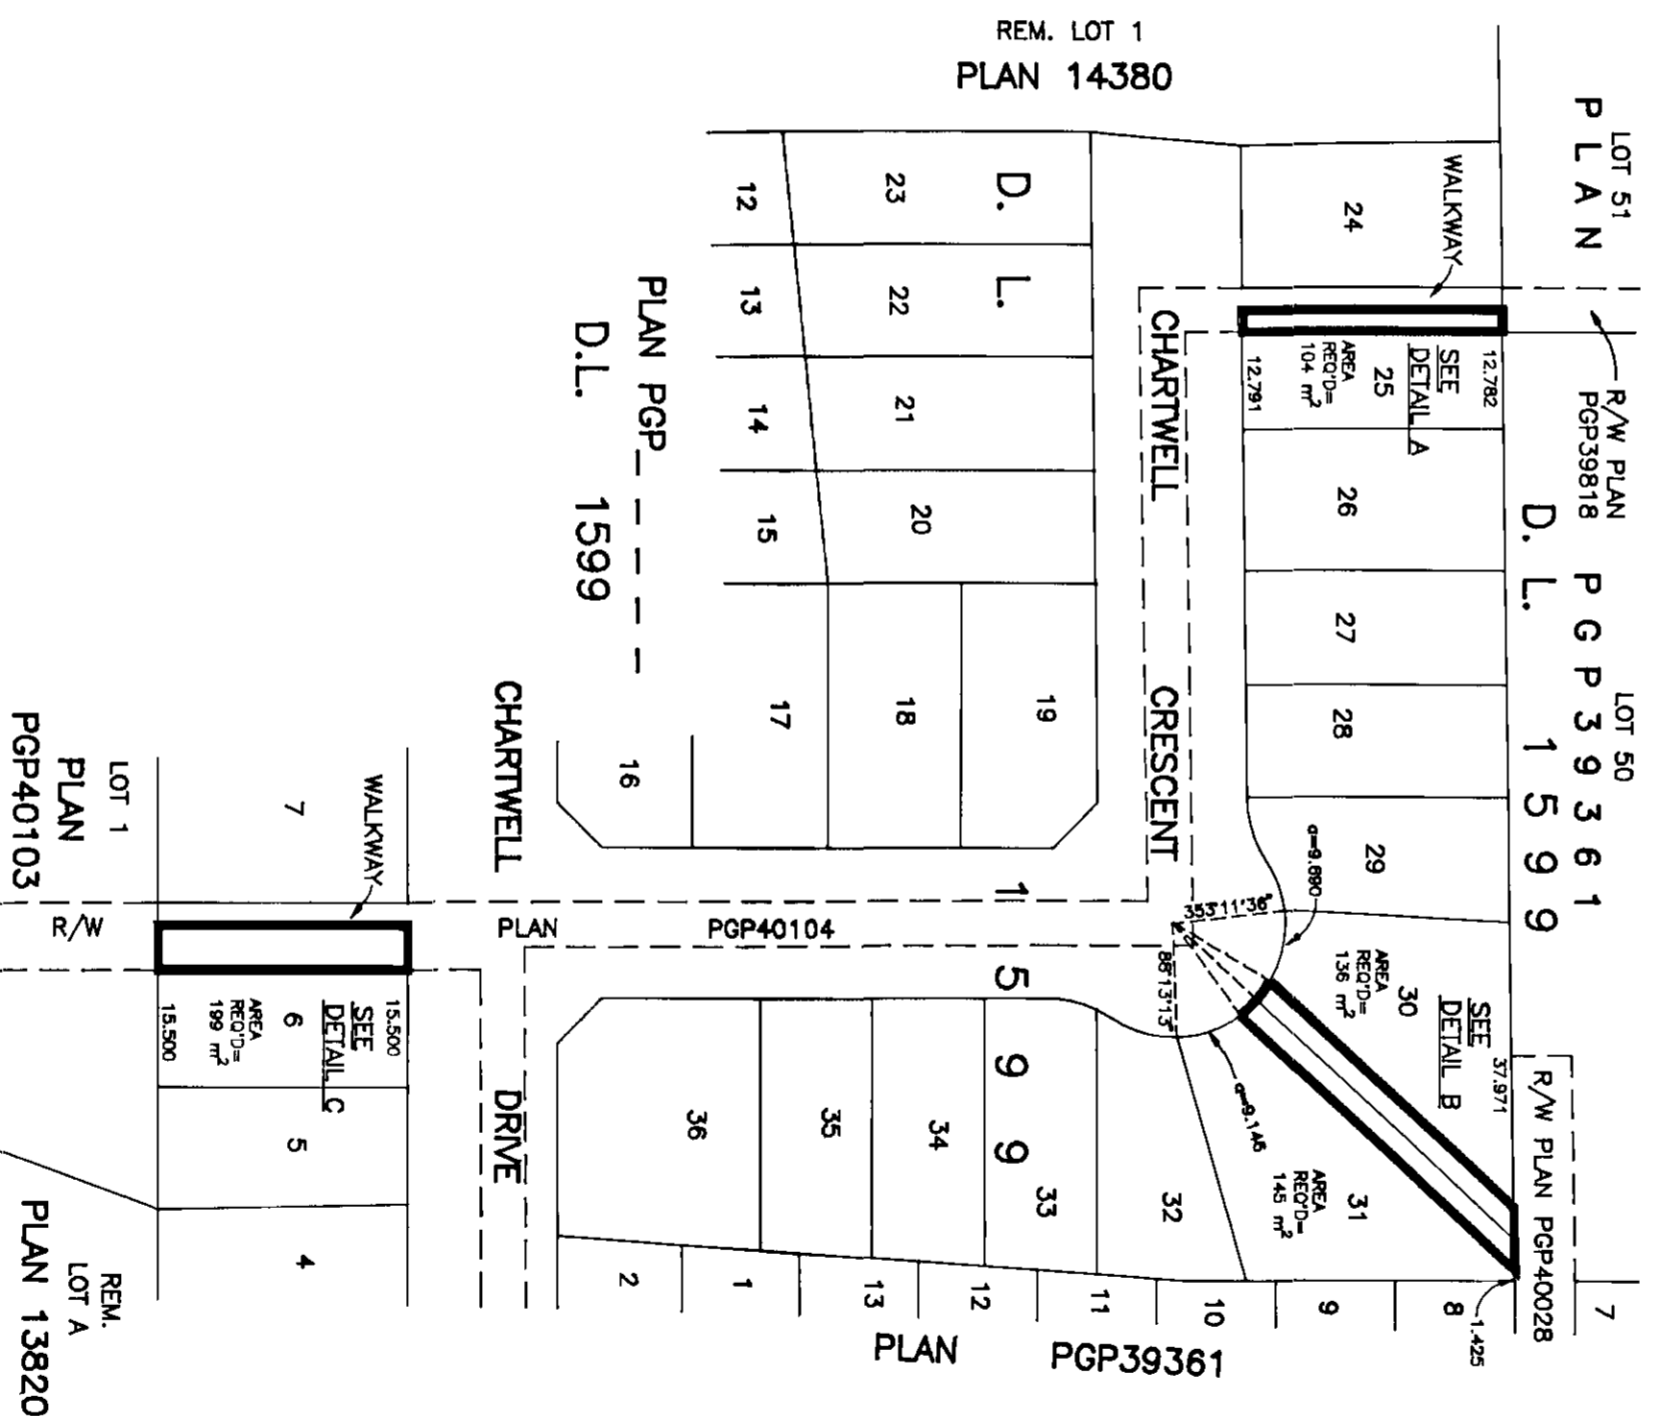 REM. LOT 1
PLAN 14380
LOT 51
PLAN
WALKWAY
R/W PLAN
PGP39818
24
23
22
21
20
12
13
14
15
D. L.
1599
PLAN PGP
D.L. 1599
CHARTWELL
CRESCENT
12.782
SEE
DETAIL A
25
AREA
REQ'D=
104 m²
12.791
26
27
28
29
D. L. 1599
PGP39361
LOT 50
19
18
17
16
a=9.690
353°11'36"
88°13'13"
a=9.146
30
AREA
REQ'D=
136 m²
SEE
DETAIL B
37.971
R/W PLAN PGP40028
31
AREA
REQ'D=
145 m²
32
33
34
35
36
1.425
7
8
9
10
11
12
13
1
2
PLAN PGP39361
CHARTWELL
DRIVE
PLAN
PGP40104
R/W
LOT 1
PLAN
PGP40103
7
WALKWAY
15.500
SEE
DETAIL C
6
AREA
REQ'D=
199 m²
15.500
5
4
REM.
LOT A
PLAN 13820